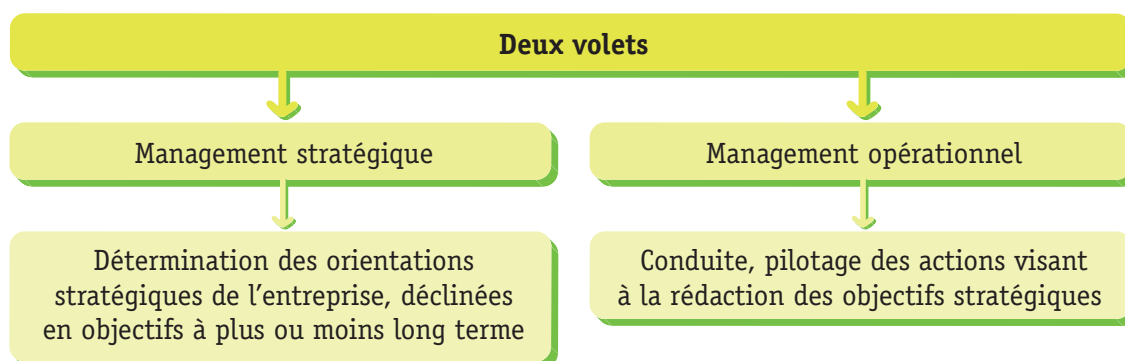 Deux volets
Management stratégique
Management opérationnel
Détermination des orientations
stratégiques de l’entreprise, déclinées
en objectifs à plus ou moins long terme
Conduite, pilotage des actions visant
à la rédaction des objectifs stratégiques